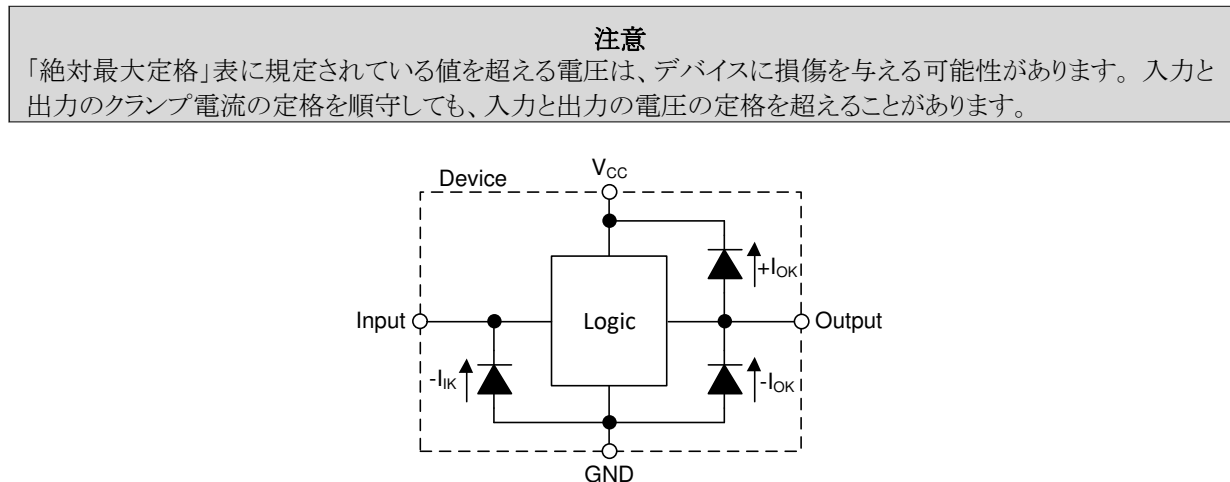 注意
「絶対最大定格」表に規定されている値を超える電圧は、デバイスに損傷を与える可能性があります。 入力と
出力のクランプ電流の定格を順守しても、入力と出力の電圧の定格を超えることがあります。
Device
VCC
+IOK
Input
Logic
Output
-IIK
-IOK
GND